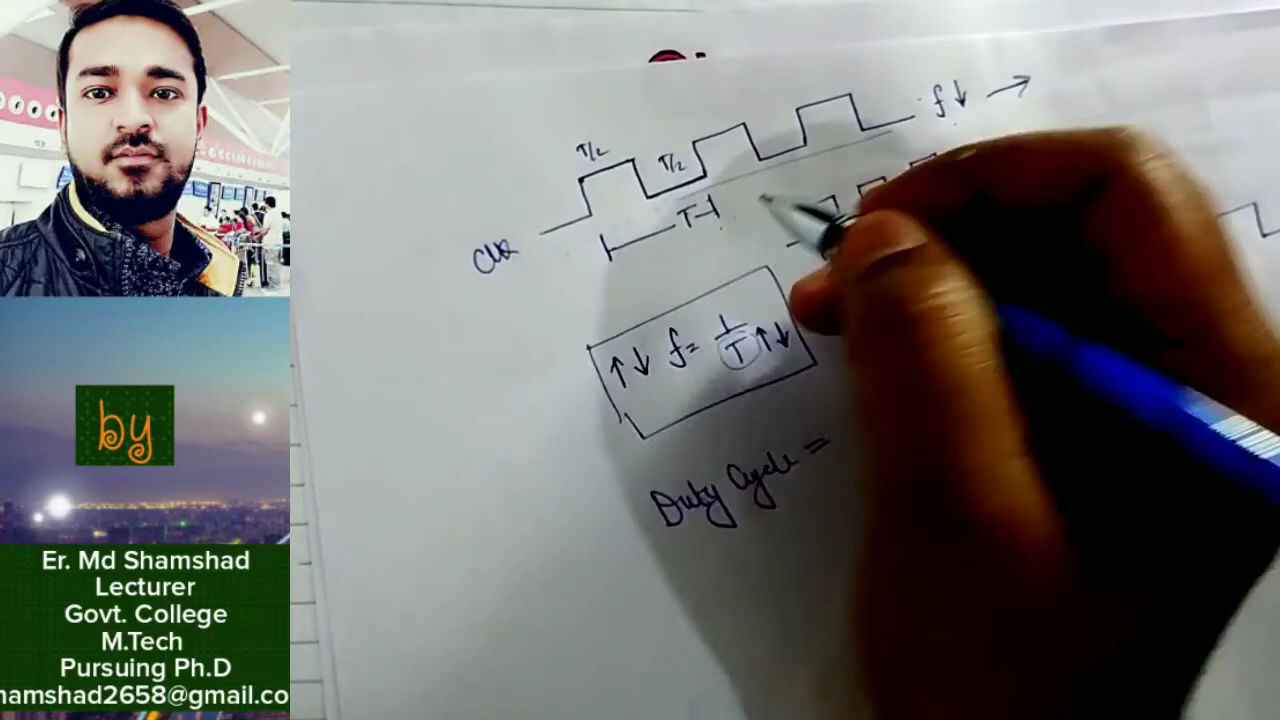 by
Er. Md Shamshad
Lecturer
Govt. College
M.Tech
Pursuing Ph.D
hamshad2658@gmail.co
f↓ →
T/2
T/2
T
CLK
↑↓ f= 1/T ↑↓
Duty Cycle =